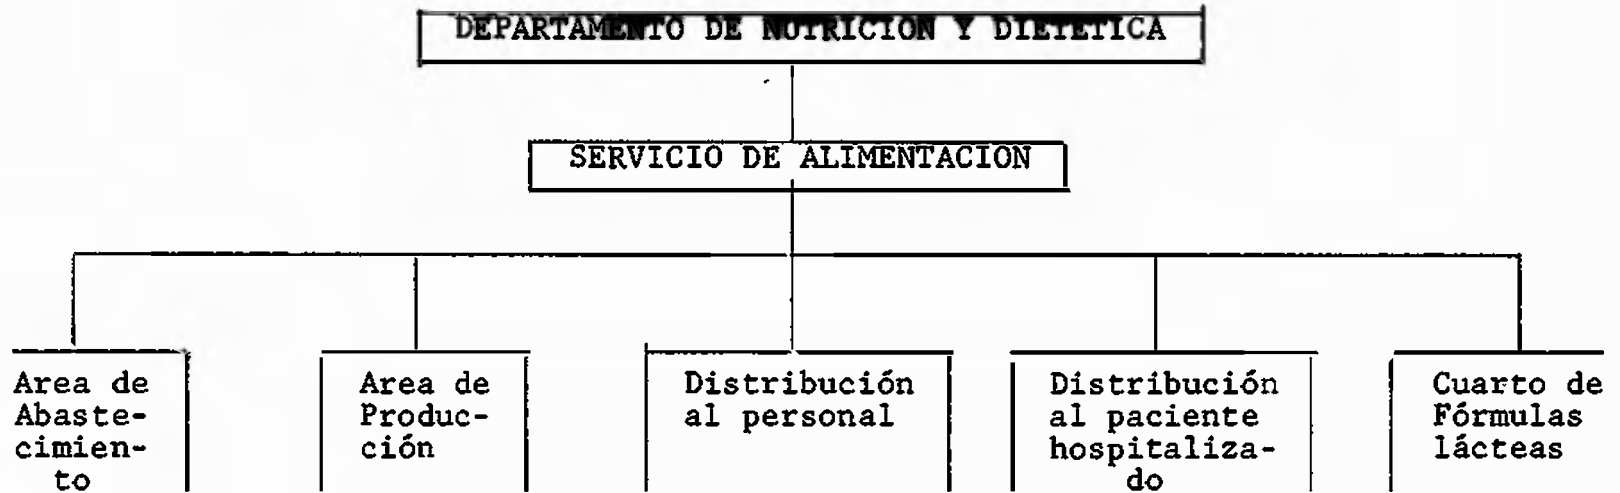 DEPARTAMENTO DE NUTRICION Y DIETETICA
SERVICIO DE ALIMENTACION
Area de
Abaste-
cimien-
to
Area de
Produc-
ción
Distribución
al personal
Distribución
al paciente
hospitaliza-
do
Cuarto de
Fórmulas
lácteas